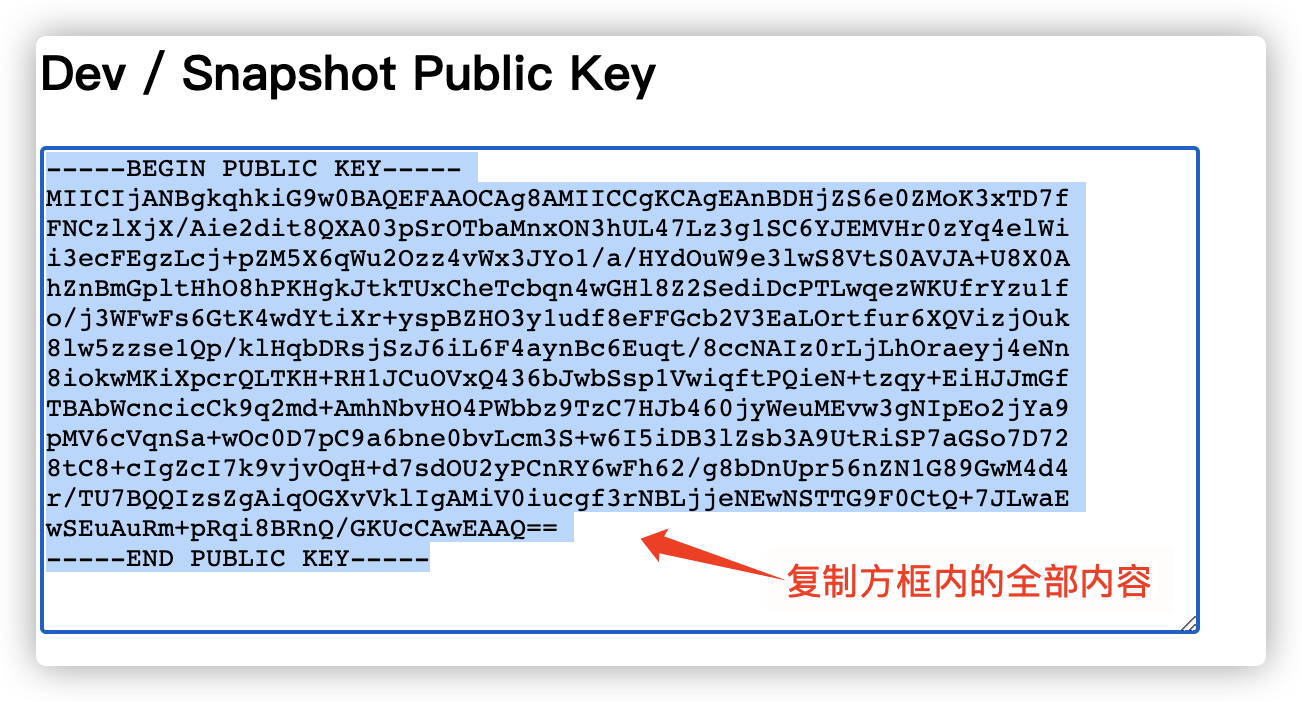 Dev / Snapshot Public Key
-----BEGIN PUBLIC KEY-----
MIICIjANBgkqhkiG9w0BAQEFAAOCAg8AMIICCgKCAgEAnBDHjZS6e0ZMoK3xTD7f
FNCzlXjX/Aie2dit8QXA03pSrOTbaMnxON3hUL47Lz3g1SC6YJEMVHr0zYq4elWi
i3ecFEgzLcj+pZM5X6qWu2Ozz4vWx3JYo1/a/HYdOuW9e3lwS8VtS0AVJA+U8X0A
hZnBmGpltHhO8hPKHgkJtkTUxCheTcbqn4wGHl8Z2SediDcPTLwqezWKUfrYzu1f
o/j3WFwFs6GtK4wdYtiXr+yspBZHO3y1udf8eFFGcb2V3EaLOrtfur6XQVizjOuk
8lw5zzse1Qp/klHqbDRsjSzJ6iL6F4aynBc6Euqt/8ccNAIz0rLjLhOraeyj4eNn
8iokwMKiXpcrQLTKH+RH1JCuOVxQ436bJwbSsp1VwiqftPQieN+tzqy+EiHJJmGf
TBAbWcncicCk9q2md+AmhNbvHO4PWbbz9TzC7HJb460jyWeuMEvw3gNIpEo2jYa9
pMV6cVqnSa+wOc0D7pC9a6bne0bvLcm3S+w6I5iDB3lZsb3A9UtRiSP7aGSo7D72
8tC8+cIgZcI7k9vjvOqH+d7sdOU2yPCnRY6wFh62/g8bDnUpr56nZN1G89GwM4d4
r/TU7BQQIzsZgAiqOGXvVklIgAMiV0iucgf3rNBLjjeNEwNSTTG9F0CtQ+7JLwaE
wSEuAuRm+pRqi8BRnQ/GKUcCAwEAAQ==
-----END PUBLIC KEY-----
复制方框内的全部内容